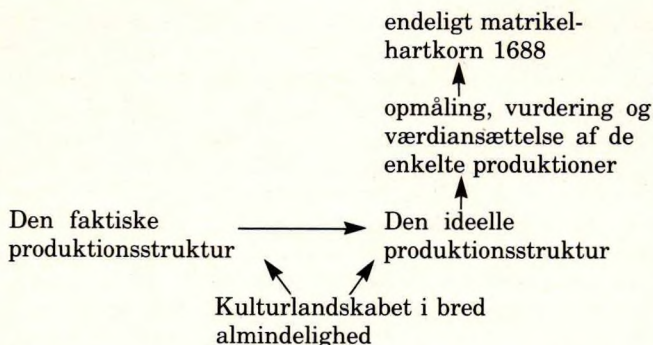 endeligt matrikel-
hartkorn 1688
opmåling, vurdering og
værdiansættelse af de
enkelte produktioner
Den faktiske
produktionsstruktur
Den ideelle
produktionsstruktur
Kulturlandskabet i bred
almindelighed